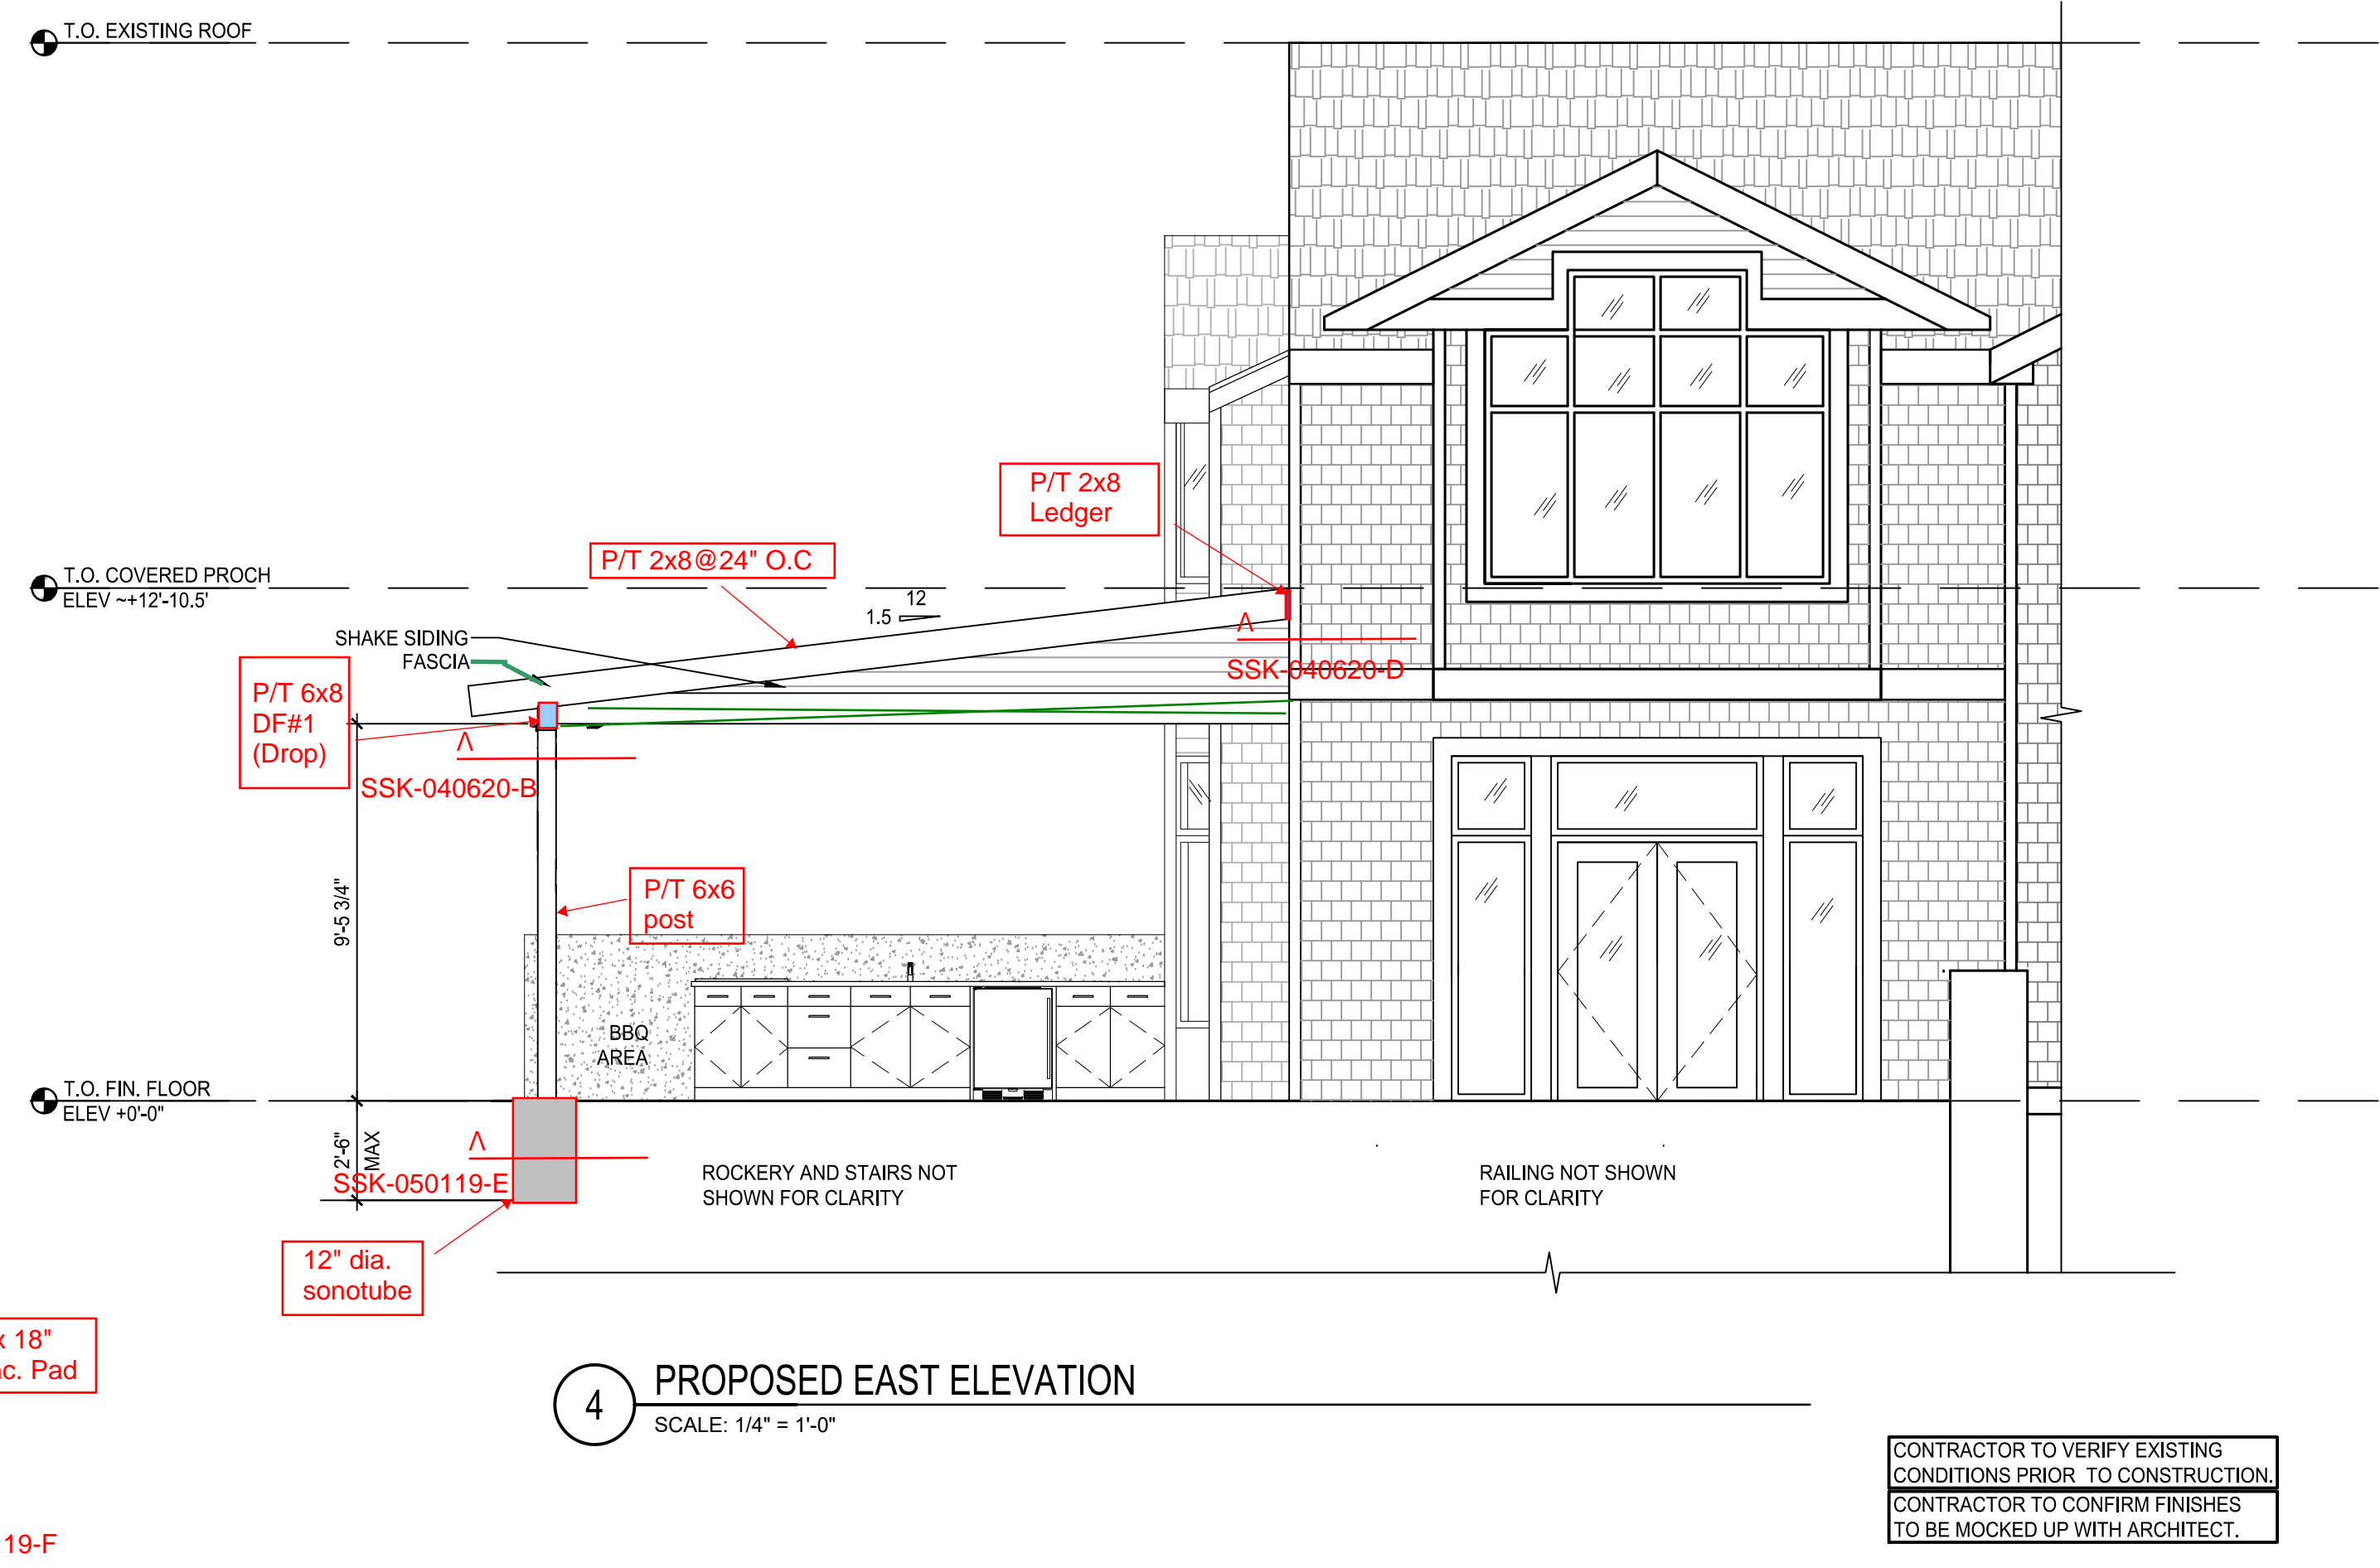 T.O. EXISTING ROOF
P/T 2x8
Ledger
P/T 2x8@24" O.C
T.O. COVERED PROCH
ELEV ~+12'-10.5'
12
1.5
SHAKE SIDING
FASCIA
SSK-040620-D
P/T 6x8
DF#1
(Drop)
SSK-040620-B
9'-5 3/4"
P/T 6x6
post
BBQ
AREA
T.O. FIN. FLOOR
ELEV +0'-0"
2'-6"
MAX
SSK-050119-E
ROCKERY AND STAIRS NOT
SHOWN FOR CLARITY
RAILING NOT SHOWN
FOR CLARITY
12" dia.
sonotube
x 18"
c. Pad
4
PROPOSED EAST ELEVATION
SCALE: 1/4" = 1'-0"
CONTRACTOR TO VERIFY EXISTING
CONDITIONS PRIOR TO CONSTRUCTION.
CONTRACTOR TO CONFIRM FINISHES
TO BE MOCKED UP WITH ARCHITECT.
19-F